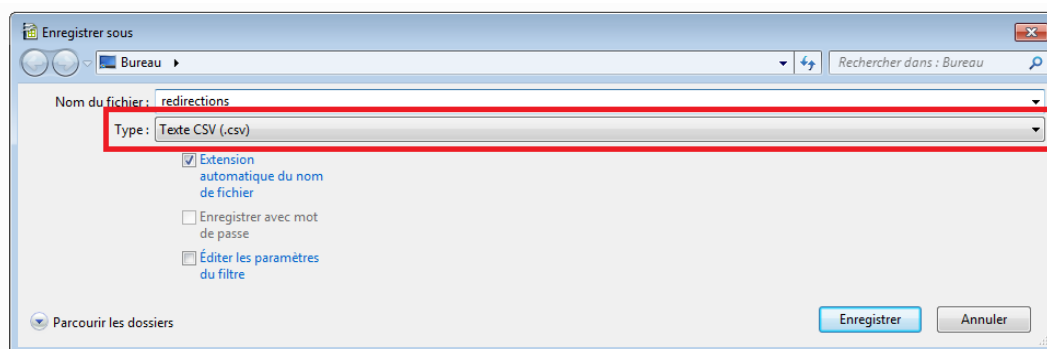 Enregistrer sous
Bureau
Rechercher dans : Bureau
Nom du fichier : redirections
Type : Texte CSV (.csv)
Extension
automatique du nom
de fichier
Enregistrer avec mot
de passe
Éditer les paramètres
du filtre
Parcourir les dossiers
Enregistrer
Annuler